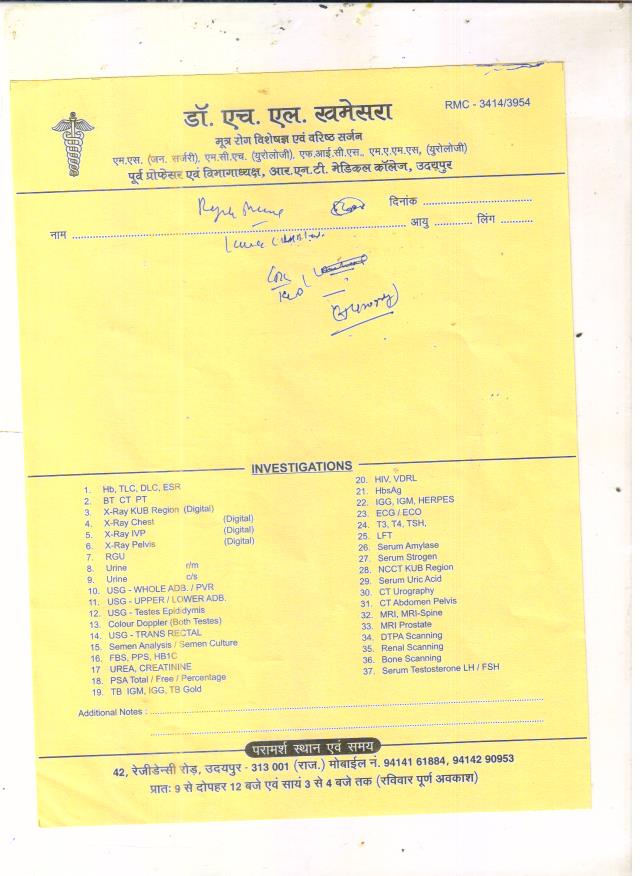 डॉ. एच. एल. खमेसरा
RMC - 3414/3954
मूत्र रोग विशेषज्ञ एवं वरिष्ठ सर्जन
एम.एस. (जन. सर्जरी), एम.सी.एच. (युरोलोजी), एफ.आई.सी.एस., एम.ए.एम.एस, (युरोलोजी)
पूर्व प्रोफेसर एवं विभागाध्यक्ष, आर.एन.टी. मेडिकल कॉलेज, उदयपुर
दिनांक
नाम आयु लिंग
INVESTIGATIONS
1. Hb, TLC, DLC, ESR
2. BT CT PT
3. X-Ray KUB Region (Digital)
4. X-Ray Chest (Digital)
5. X-Ray IVP (Digital)
6. X-Ray Pelvis (Digital)
7. RGU
8. Urine r/m
9. Urine c/s
10. USG - WHOLE ADB. / PVR
11. USG - UPPER / LOWER ADB.
12. USG - Testes Epididymis
13. Colour Doppler (Both Testes)
14. USG - TRANS RECTAL
15. Semen Analysis / Semen Culture
16. FBS, PPS, HB1C
17 UREA, CREATININE
18. PSA Total / Free / Percentage
19. TB IGM, IGG, TB Gold
20. HIV, VDRL
21. HbsAg
22. IGG, IGM, HERPES
23. ECG / ECO
24. T3, T4, TSH,
25. LFT
26. Serum Amylase
27. Serum Strogen
28. NCCT KUB Region
29. Serum Uric Acid
30. CT Urography
31. CT Abdomen Pelvis
32. MRI, MRI-Spine
33. MRI Prostate
34. DTPA Scanning
35. Renal Scanning
36. Bone Scanning
37. Serum Testosterone LH / FSH
Additional Notes :
परामर्श स्थान एवं समय
42, रेजीडेन्सी रोड़, उदयपुर - 313 001 (राज.) मोबाईल नं. 94141 61884, 94142 90953
प्रातः 9 से दोपहर 12 बजे एवं सायं 3 से 4 बजे तक (रविवार पूर्ण अवकाश)